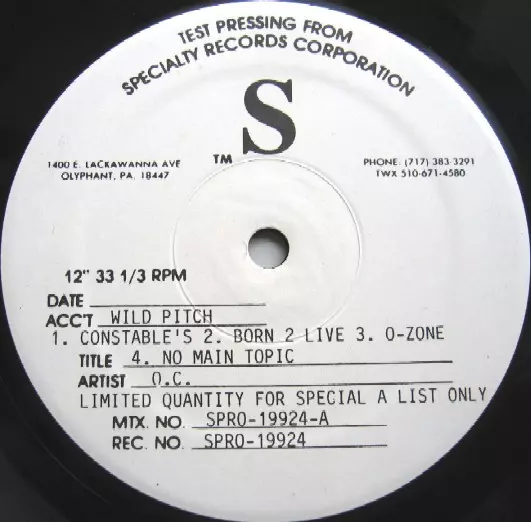 TEST PRESSING FROM
SPECIALTY RECORDS CORPORATION
S
TM
1400 E. LACKAWANNA AVE
OLYPHANT, PA. 18447
PHONE: (717) 383-3291
TWX 510-671-4580
12" 33 1/3 RPM
DATE
ACC'T WILD PITCH
1. CONSTABLE'S 2. BORN 2 LIVE 3. O-ZONE
TITLE 4. NO MAIN TOPIC
ARTIST O.C.
LIMITED QUANTITY FOR SPECIAL A LIST ONLY
MTX. NO. SPRO-19924-A
REC. NO. SPRO-19924